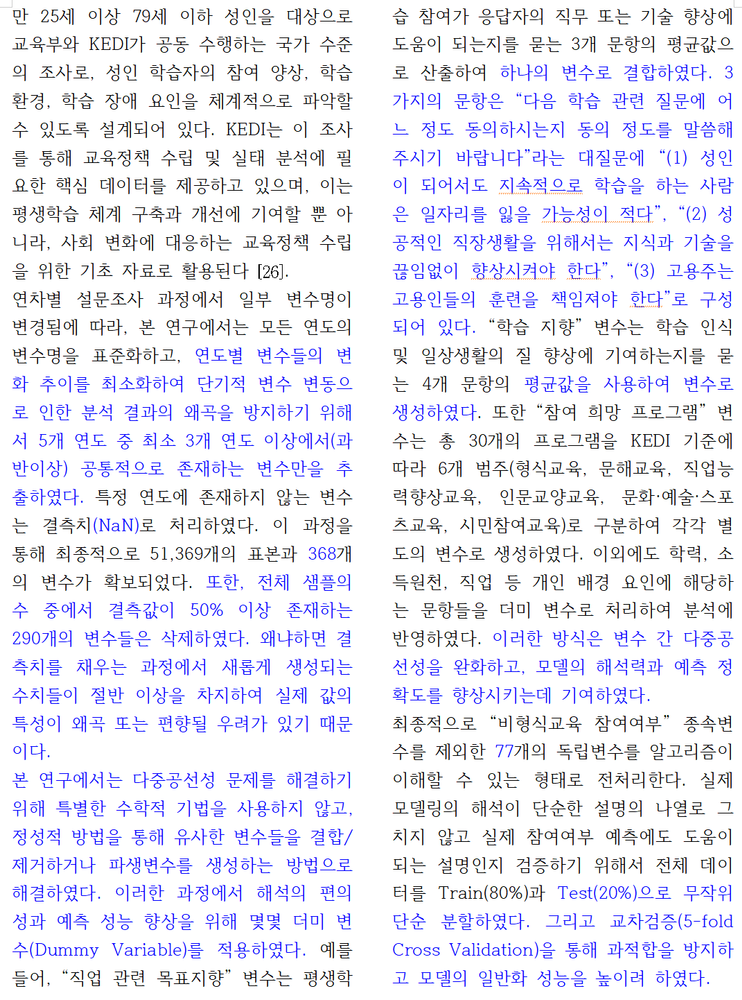 만 25세 이상 79세 이하 성인을 대상으로
교육부와 KEDI가 공동 수행하는 국가 수준
의 조사로, 성인 학습자의 참여 양상, 학습
환경, 학습 장애 요인을 체계적으로 파악할
수 있도록 설계되어 있다. KEDI는 이 조사
를 통해 교육정책 수립 및 실태 분석에 필
요한 핵심 데이터를 제공하고 있으며, 이는
평생학습 체계 구축과 개선에 기여할 뿐 아
니라, 사회 변화에 대응하는 교육정책 수립
을 위한 기초 자료로 활용된다 [26].
연차별 설문조사 과정에서 일부 변수명이
변경됨에 따라, 본 연구에서는 모든 연도의
변수명을 표준화하고, 연도별 변수들의 변
화 추이를 최소화하여 단기적 변수 변동으
로 인한 분석 결과의 왜곡을 방지하기 위해
서 5개 연도 중 최소 3개 연도 이상에서(과
반이상) 공통적으로 존재하는 변수만을 추
출하였다. 특정 연도에 존재하지 않는 변수
는 결측치(NaN)로 처리하였다. 이 과정을
통해 최종적으로 51,369개의 표본과 368개
의 변수가 확보되었다. 또한, 전체 샘플의
수 중에서 결측값이 50% 이상 존재하는
290개의 변수들은 삭제하였다. 왜냐하면 결
측치를 채우는 과정에서 새롭게 생성되는
수치들이 절반 이상을 차지하여 실제 값의
특성이 왜곡 또는 편향될 우려가 있기 때문
이다.
본 연구에서는 다중공선성 문제를 해결하기
위해 특별한 수학적 기법을 사용하지 않고,
정성적 방법을 통해 유사한 변수들을 결합/
제거하거나 파생변수를 생성하는 방법으로
해결하였다. 이러한 과정에서 해석의 편의
성과 예측 성능 향상을 위해 몇몇 더미 변
수(Dummy Variable)를 적용하였다. 예를
들어, “직업 관련 목표지향” 변수는 평생학
습 참여가 응답자의 직무 또는 기술 향상에
도움이 되는지를 묻는 3개 문항의 평균값으
로 산출하여 하나의 변수로 결합하였다. 3
가지의 문항은 “다음 학습 관련 질문에 어
느 정도 동의하시는지 동의 정도를 말씀해
주시기 바랍니다”라는 대질문에 “(1) 성인
이 되어서도 지속적으로 학습을 하는 사람
은 일자리를 잃을 가능성이 적다”, “(2) 성
공적인 직장생활을 위해서는 지식과 기술을
끊임없이 향상시켜야 한다”, “(3) 고용주는
고용인들의 훈련을 책임져야 한다”로 구성
되어 있다. “학습 지향” 변수는 학습 인식
및 일상생활의 질 향상에 기여하는지를 묻
는 4개 문항의 평균값을 사용하여 변수로
생성하였다. 또한 “참여 희망 프로그램” 변
수는 총 30개의 프로그램을 KEDI 기준에
따라 6개 범주(형식교육, 문해교육, 직업능
력향상교육, 인문교양교육, 문화·예술·스포
츠교육, 시민참여교육)로 구분하여 각각 별
도의 변수로 생성하였다. 이외에도 학력, 소
득원천, 직업 등 개인 배경 요인에 해당하
는 문항들을 더미 변수로 처리하여 분석에
반영하였다. 이러한 방식은 변수 간 다중공
선성을 완화하고, 모델의 해석력과 예측 정
확도를 향상시키는데 기여하였다.
최종적으로 “비형식교육 참여여부” 종속변
수를 제외한 77개의 독립변수를 알고리즘이
이해할 수 있는 형태로 전처리한다. 실제
모델링의 해석이 단순한 설명의 나열로 그
치지 않고 실제 참여여부 예측에도 도움이
되는 설명인지 검증하기 위해서 전체 데이
터를 Train(80%)과 Test(20%)으로 무작위
단순 분할하였다. 그리고 교차검증(5-fold
Cross Validation)을 통해 과적합을 방지하
고 모델의 일반화 성능을 높이려 하였다.